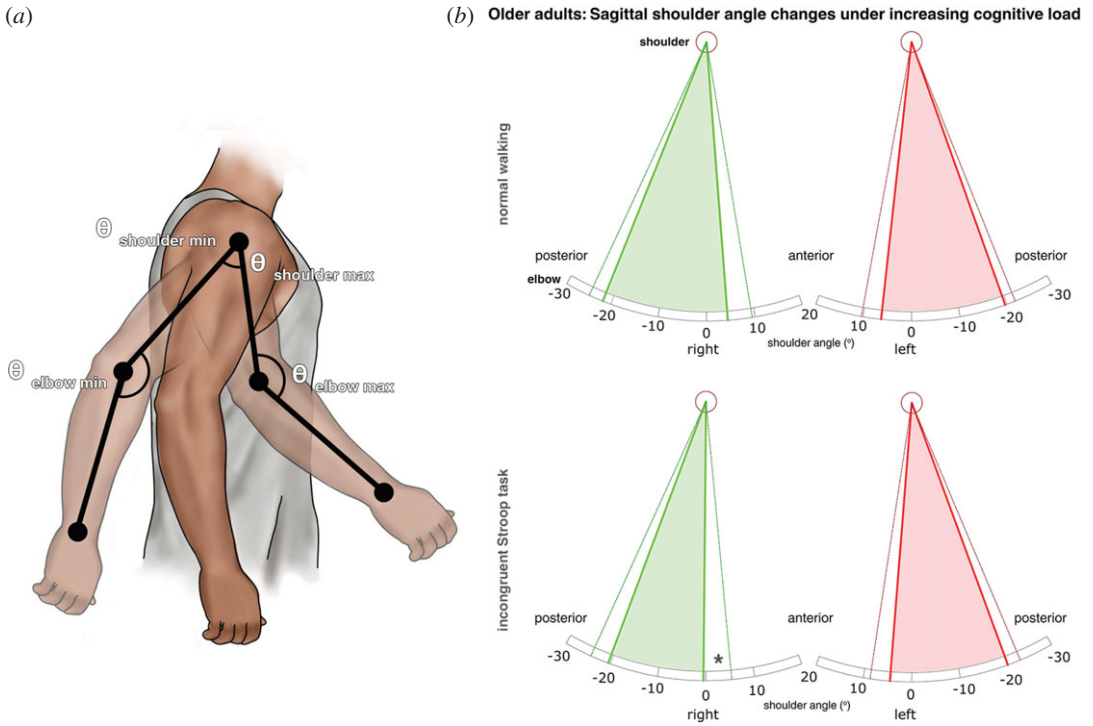 (a)
θ shoulder min
θ shoulder max
θ elbow min
θ elbow max
(b) Older adults: Sagittal shoulder angle changes under increasing cognitive load
normal walking
shoulder
posterior anterior posterior
elbow
-30 -20 -10 0 10 20 10 0 -10 -20 -30
shoulder angle (º)
right left
incongruent Stroop task
posterior anterior posterior
*
-30 -20 -10 0 10 20 10 0 -10 -20 -30
shoulder angle (º)
right left